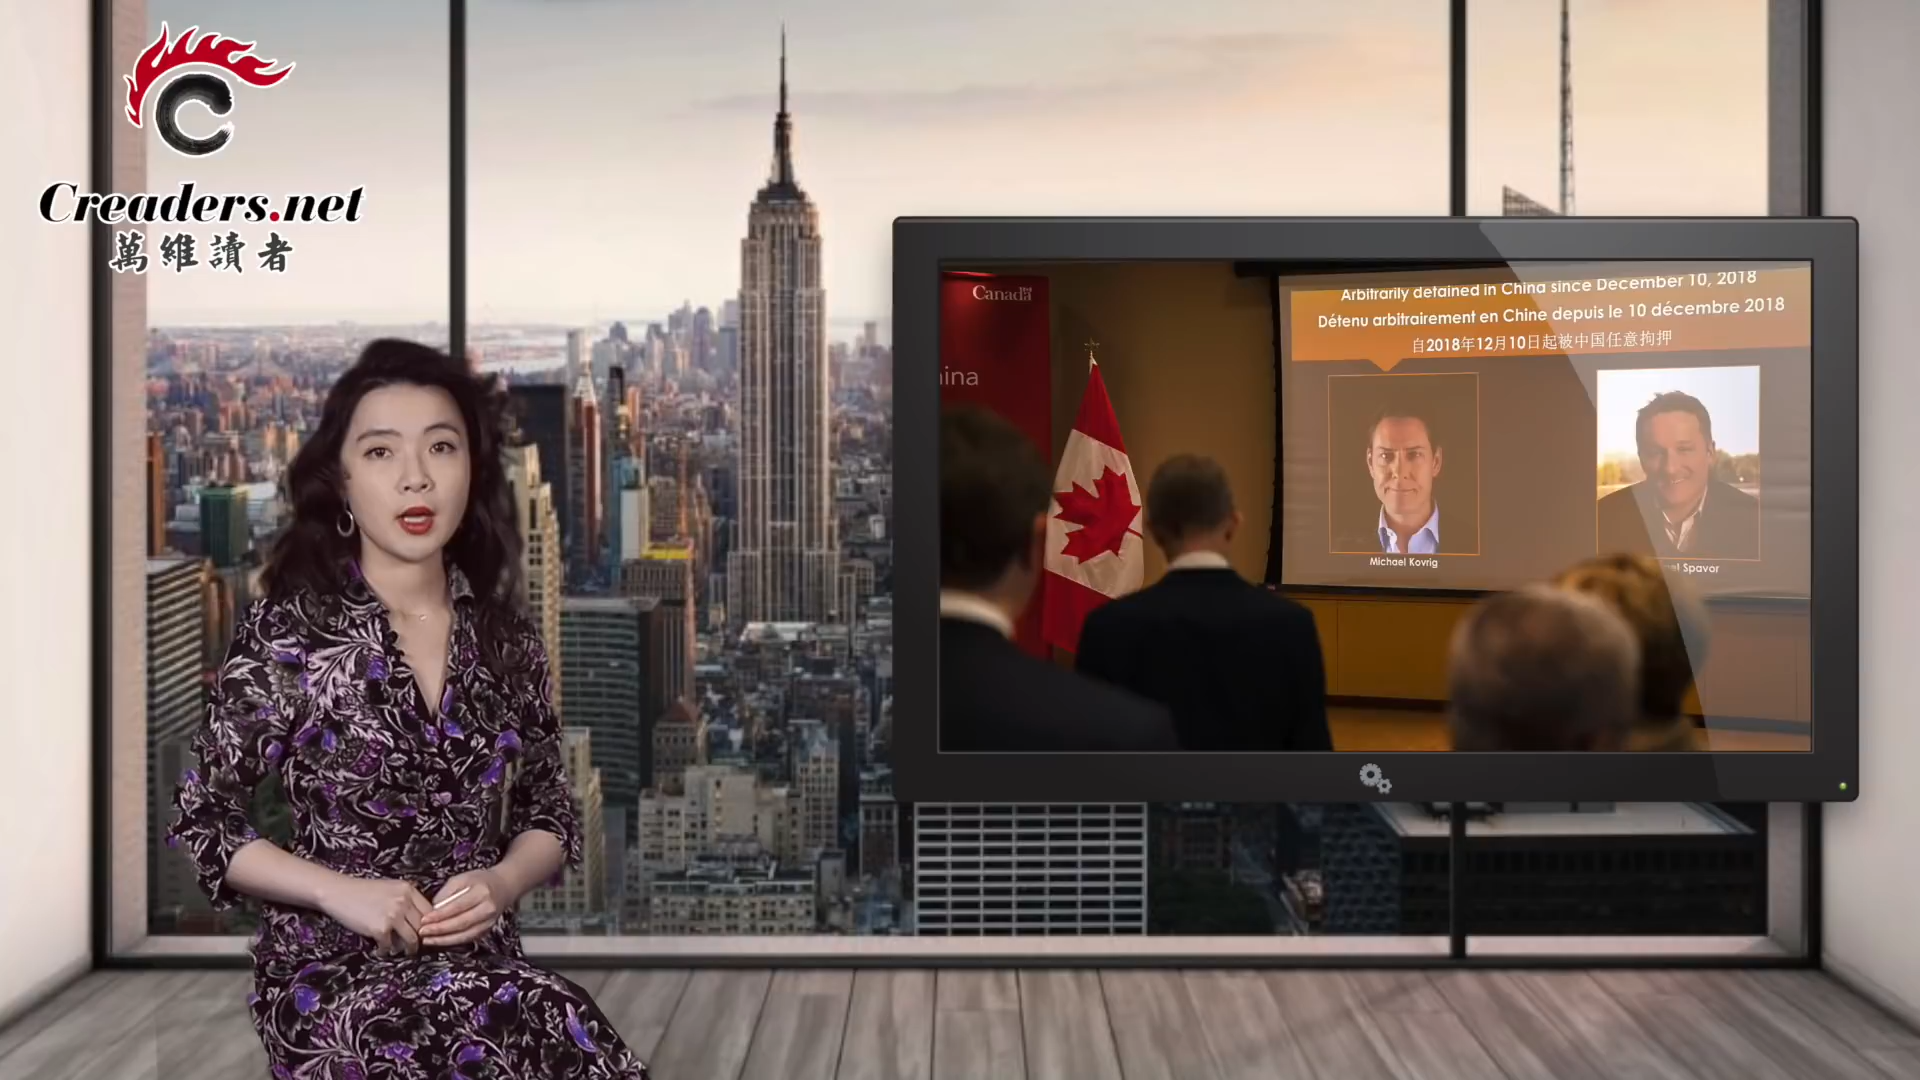 Creaders.net
萬維讀者
Canada
Arbitrarily detained in China since December 10, 2018
Détenu arbitrairement en Chine depuis le 10 décembre 2018
自2018年12月10日起被中国任意拘押
Michael Kovrig
Spavor